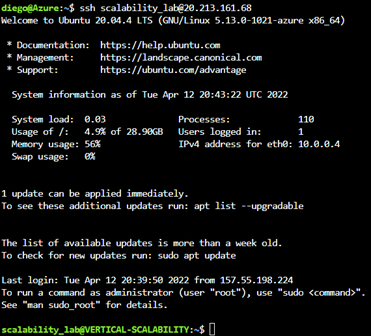 diego@Azure:~$ ssh scalability_lab@20.213.161.68
Welcome to Ubuntu 20.04.4 LTS (GNU/Linux 5.13.0-1021-azure x86_64)
* Documentation: https://help.ubuntu.com
* Management: https://landscape.canonical.com
* Support: https://ubuntu.com/advantage
System information as of Tue Apr 12 20:43:22 UTC 2022
System load: 0.03 Processes: 110
Usage of /: 4.9% of 28.90GB Users logged in: 1
Memory usage: 56% IPv4 address for eth0: 10.0.0.4
Swap usage: 0%
1 update can be applied immediately.
To see these additional updates run: apt list --upgradable
The list of available updates is more than a week old.
To check for new updates run: sudo apt update
Last login: Tue Apr 12 20:39:50 2022 from 157.55.198.224
To run a command as administrator (user "root"), use "sudo <command>".
See "man sudo_root" for details.
scalability_lab@VERTICAL-SCALABILITY:~$